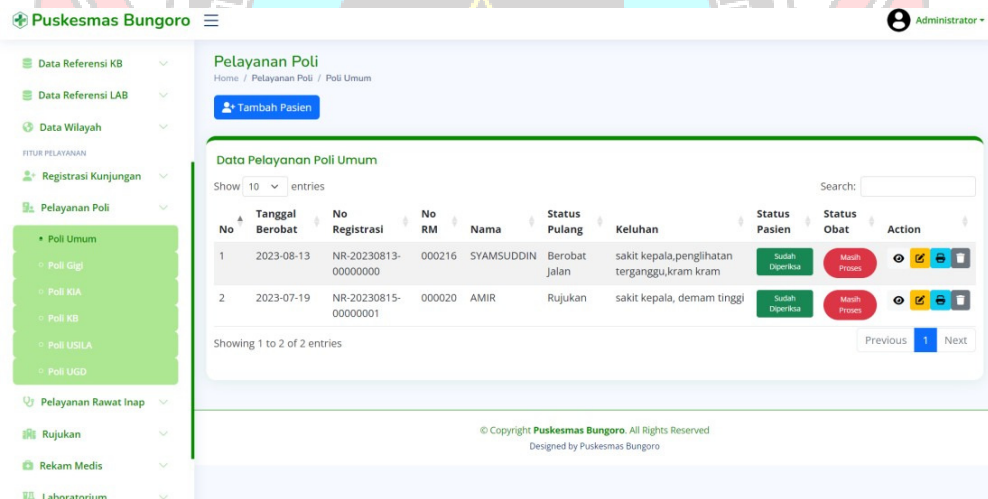 Puskesmas Bungoro
Administrator
Data Referensi KB
Data Referensi LAB
Data Wilayah
FITUR PELAYANAN
Registrasi Kunjungan
Pelayanan Poli
Poli Umum
Poli Gigi
Poli KIA
Poli KB
Poli USILA
Poli UGD
Pelayanan Rawat Inap
Rujukan
Rekam Medis
Laboratorium
Pelayanan Poli
Home / Pelayanan Poli / Poli Umum
Tambah Pasien
Data Pelayanan Poli Umum
Show 10 entries
Search:
No Tanggal Berobat No Registrasi No RM Nama Status Pulang Keluhan Status Pasien Status Obat Action
1 2023-08-13 NR-20230813- 000216 SYAMSUDDIN Berobat sakit kepala,penglihatan Sudah Masih
00000000 Jalan terganggu,kram kram Diperiksa Proses
2 2023-07-19 NR-20230815- 000020 AMIR Rujukan sakit kepala, demam tinggi Sudah Masih
00000001 Diperiksa Proses
Showing 1 to 2 of 2 entries
Previous 1 Next
© Copyright Puskesmas Bungoro. All Rights Reserved
Designed by Puskesmas Bungoro